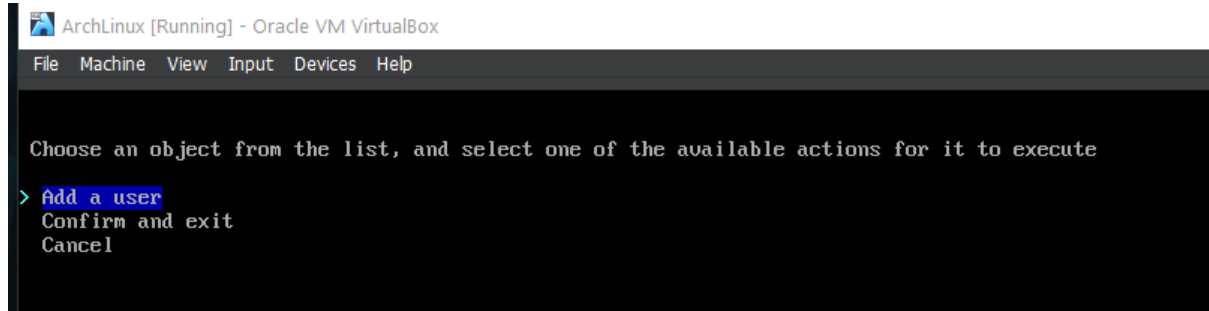 ArchLinux [Running] - Oracle VM VirtualBox
File Machine View Input Devices Help
Choose an object from the list, and select one of the available actions for it to execute
> Add a user
Confirm and exit
Cancel